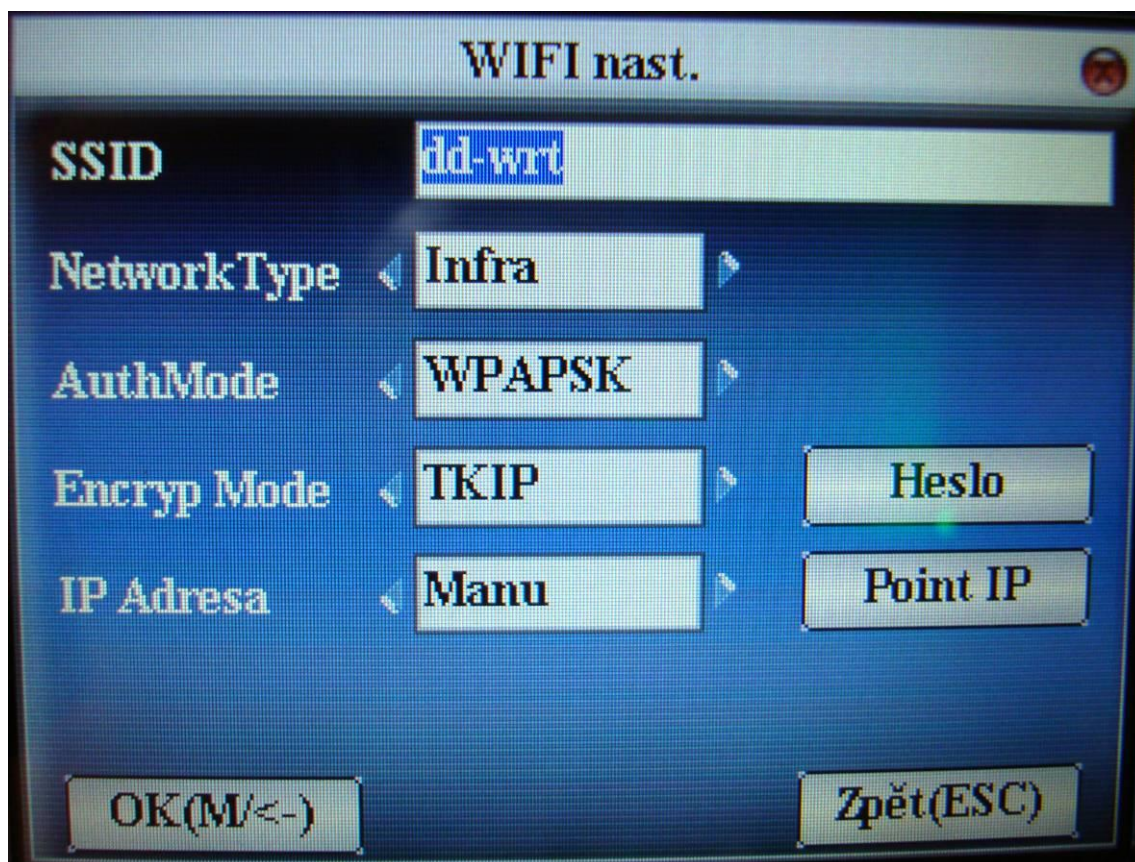 WIFI nast.
SSID dd-wrt
NetworkType Infra
AuthMode WPAPSK
Encryp Mode TKIP Heslo
IP Adresa Manu Point IP
OK(M/<-) Zpět(ESC)